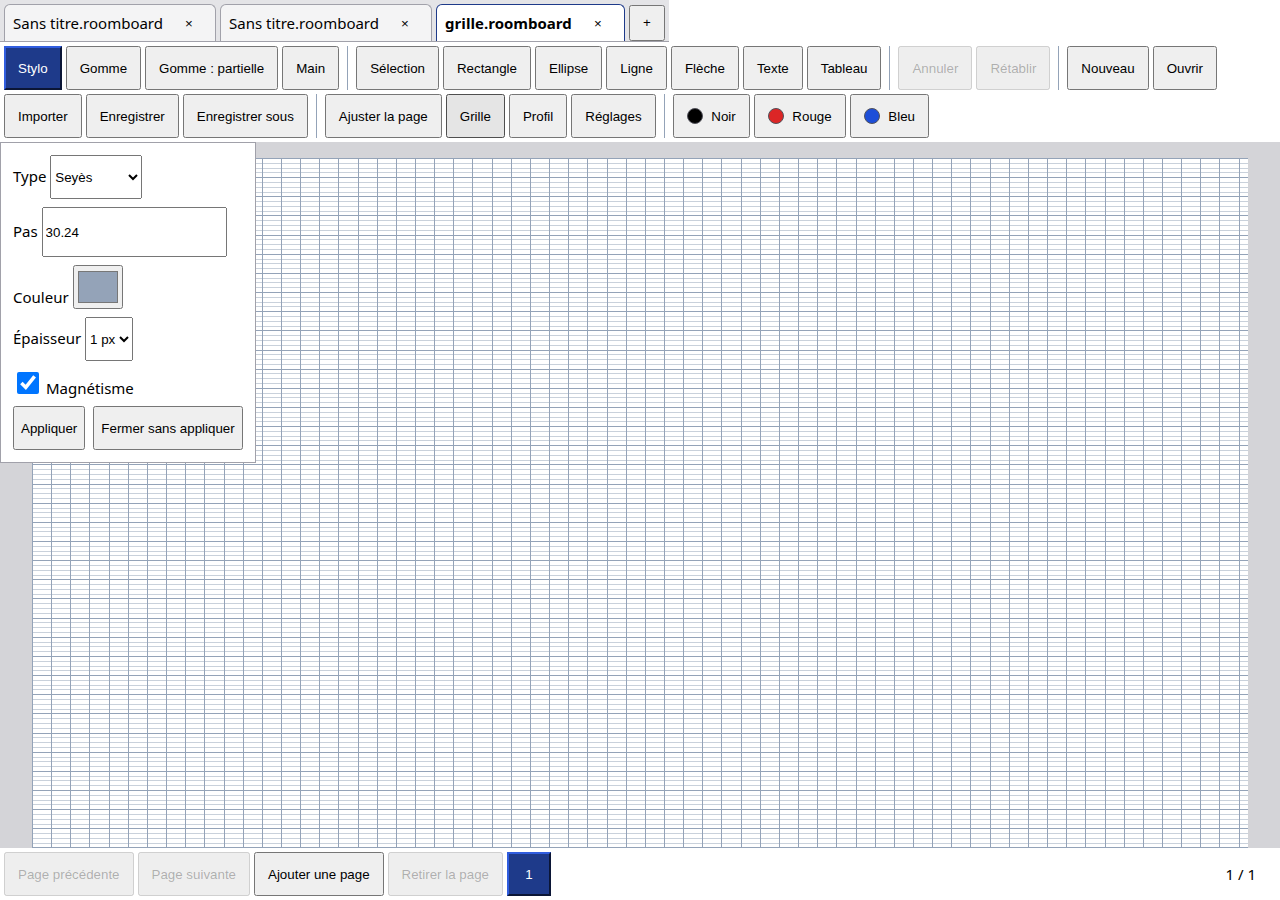 Sans titre.roomboard × Sans titre.roomboard × grille.roomboard × +
Stylo Gomme Gomme : partielle Main Sélection Rectangle Ellipse Ligne Flèche Texte Tableau Annuler Rétablir Nouveau Ouvrir
Importer Enregistrer Enregistrer sous Ajuster la page Grille Profil Réglages Noir Rouge Bleu
Type Seyès
Pas 30.24
Couleur
Épaisseur 1 px
Magnétisme
Appliquer Fermer sans appliquer
Page précédente Page suivante Ajouter une page Retirer la page 1 1 / 1